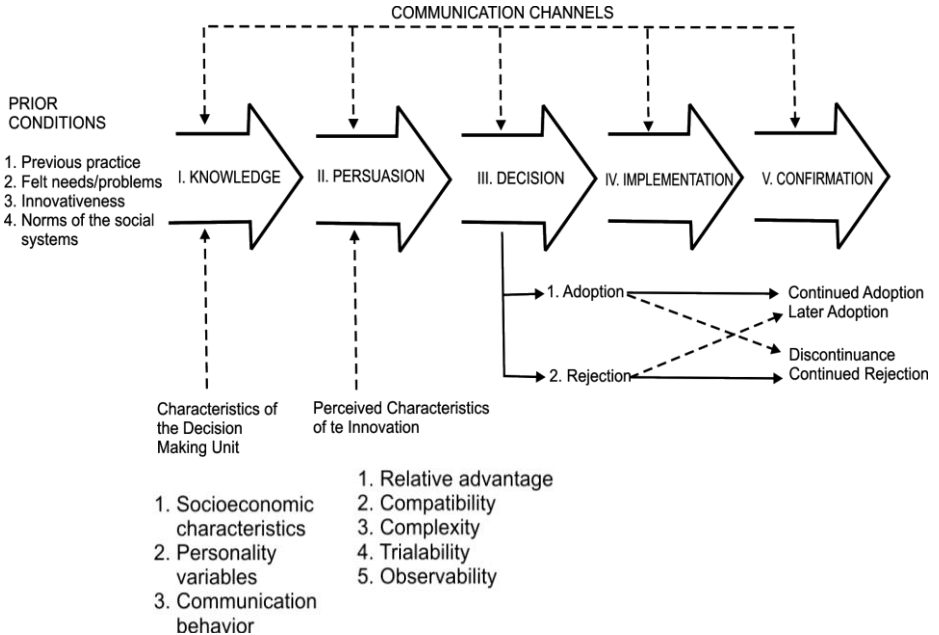 COMMUNICATION CHANNELS
PRIOR
CONDITIONS
1. Previous practice
2. Felt needs/problems
3. Innovativeness
4. Norms of the social
systems
I. KNOWLEDGE
II. PERSUASION
III. DECISION
IV. IMPLEMENTATION
V. CONFIRMATION
1. Adoption
2. Rejection
Continued Adoption
Later Adoption
Discontinuance
Continued Rejection
Characteristics of
the Decision
Making Unit
Perceived Characteristics
of te Innovation
1. Socioeconomic
characteristics
2. Personality
variables
3. Communication
behavior
1. Relative advantage
2. Compatibility
3. Complexity
4. Trialability
5. Observability